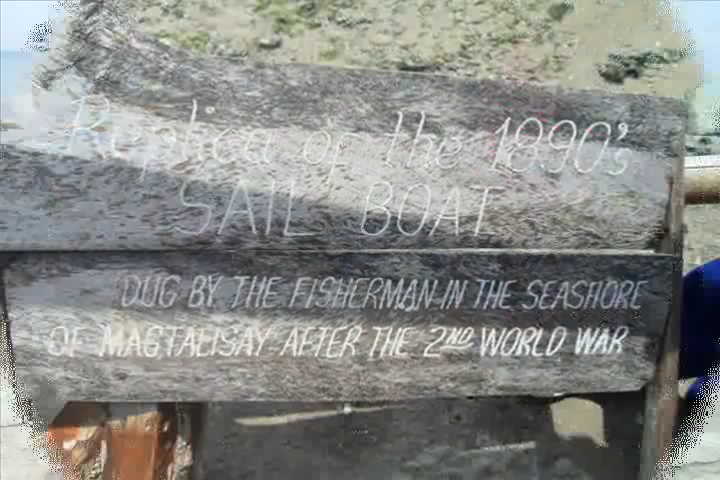 Replica of the 1890's
SAIL BOAT
DUG BY THE FISHERMAN IN THE SEASHORE
OF MAGTALISAY AFTER THE 2ND WORLD WAR